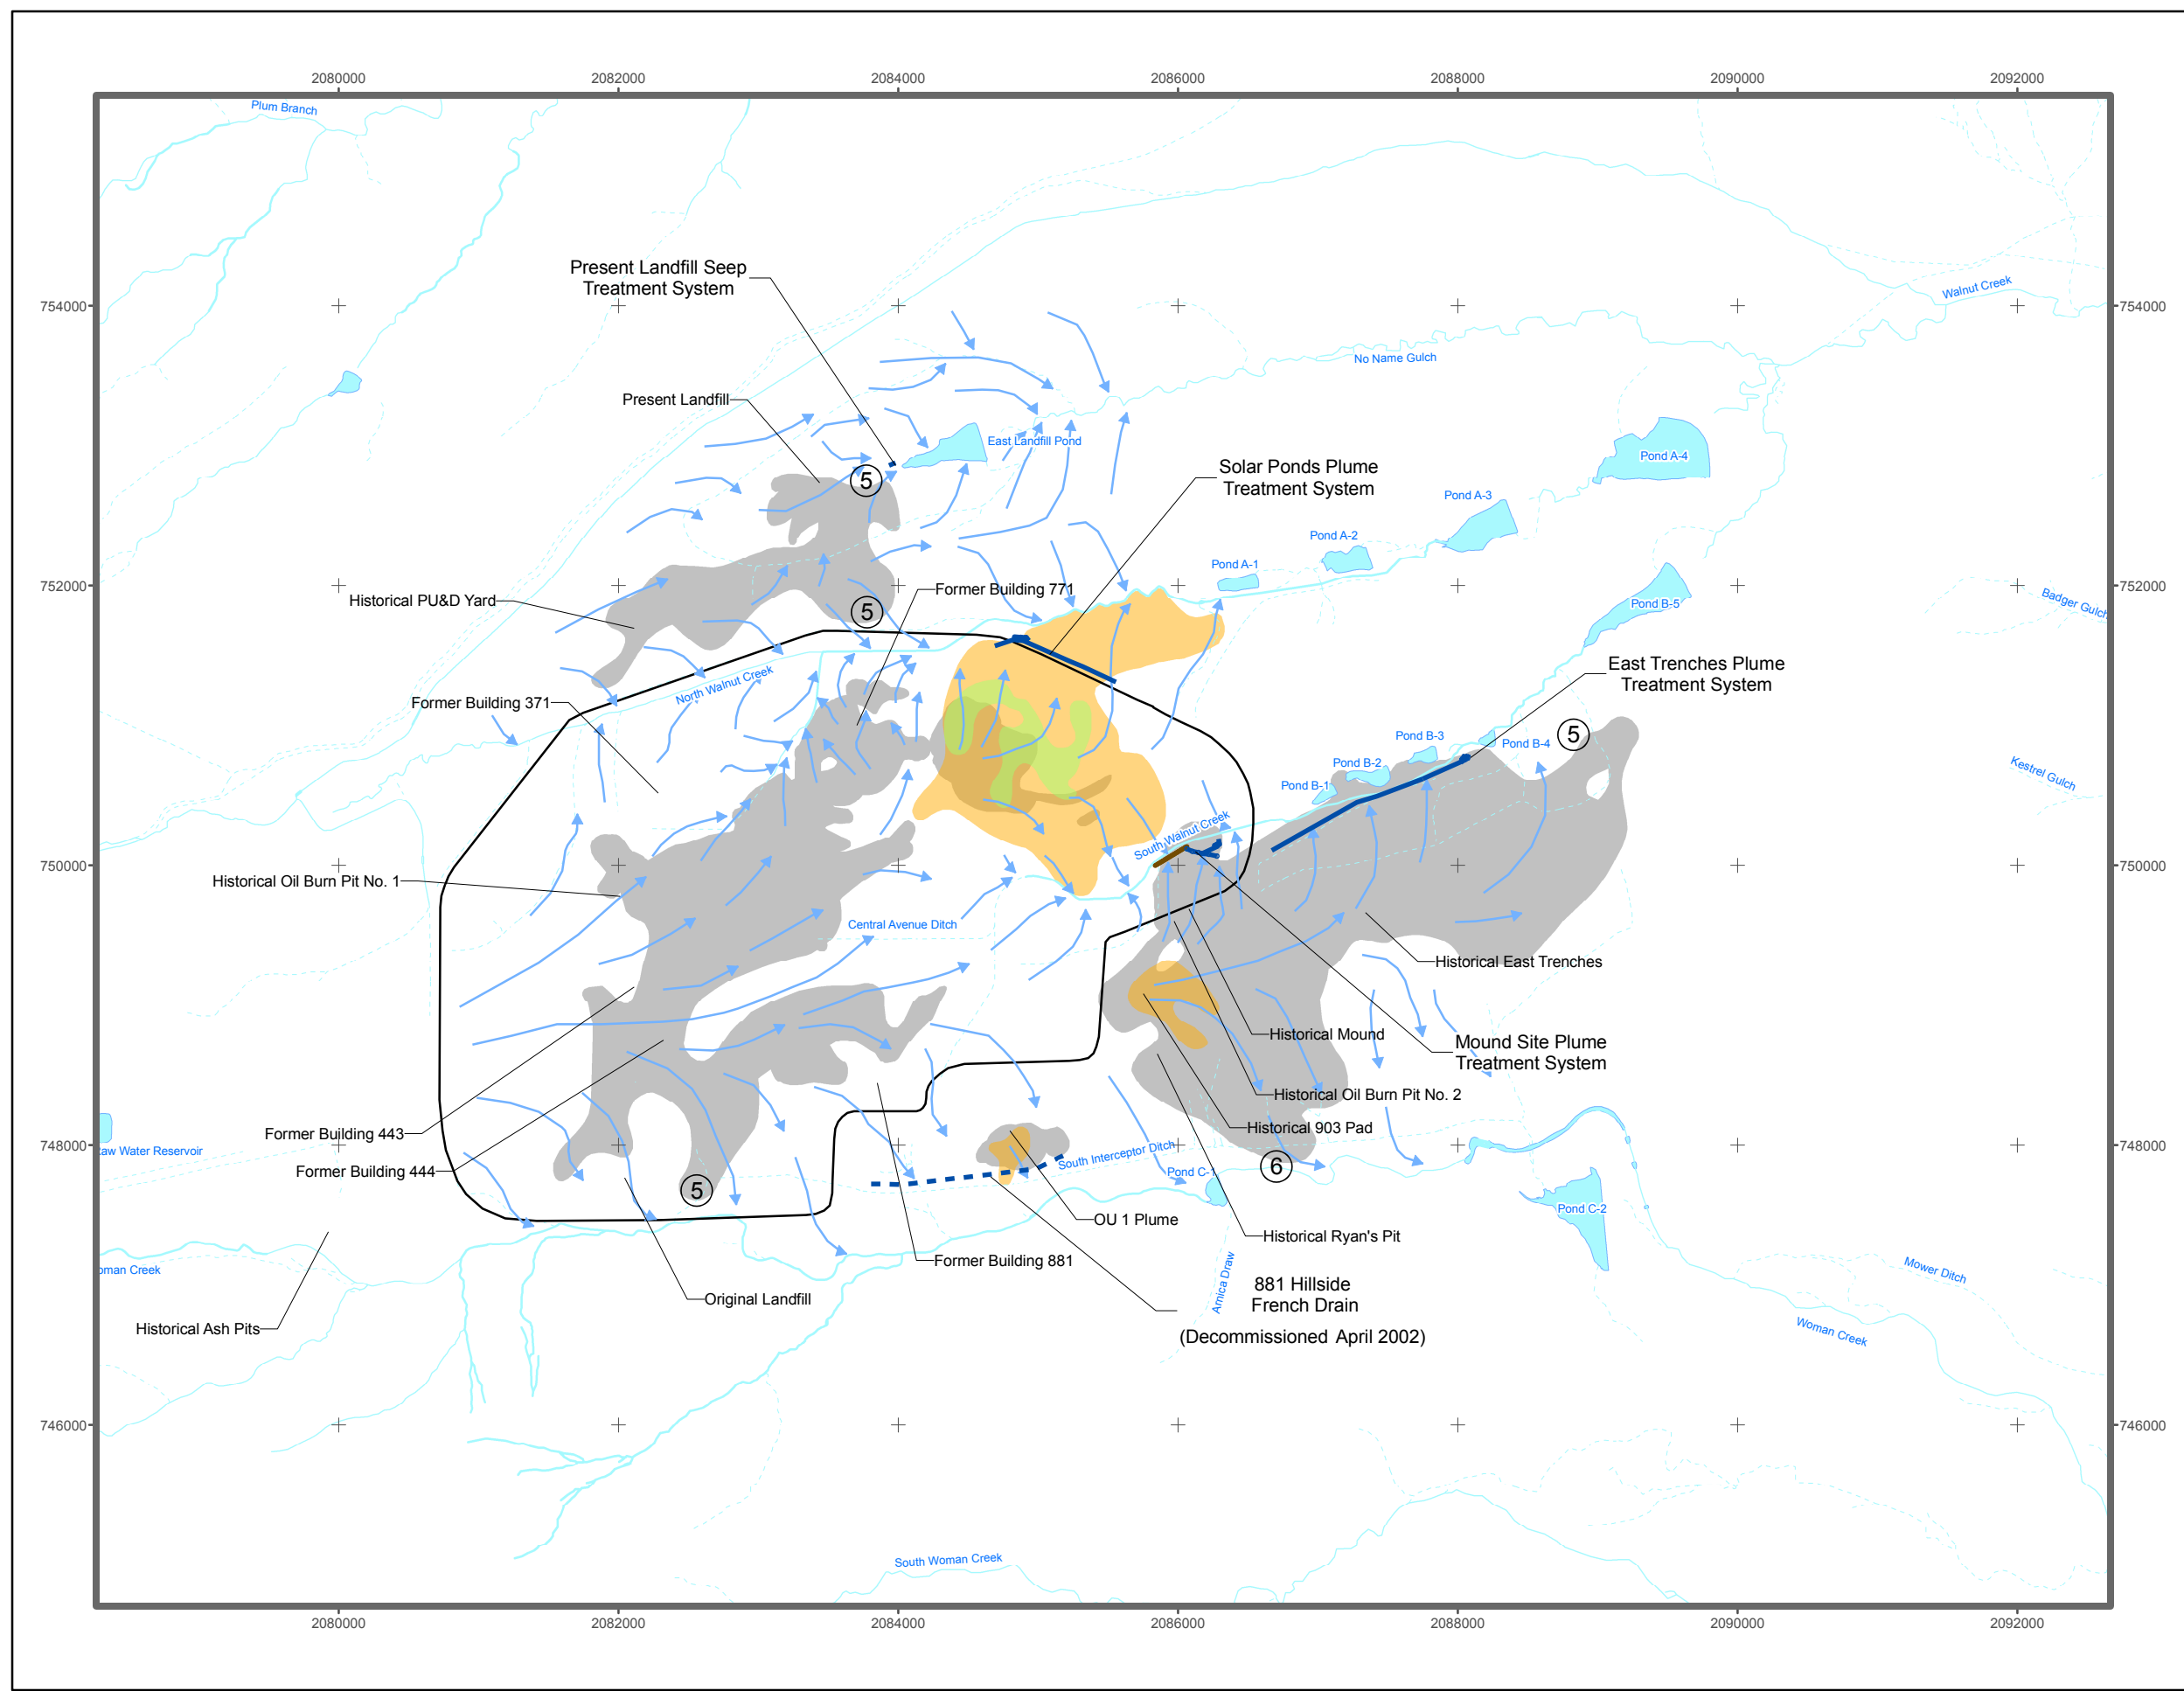 2080000 2082000 2084000 2086000 2088000 2090000 2092000
Plum Branch
Present Landfill Seep
Treatment System
Walnut Creek
754000
754000
No Name Gulch
Present Landfill
East Landfill Pond
Pond A-4
Solar Ponds Plume
Treatment System
5
Pond A-3
Pond A-2
Pond A-1
752000
752000
Former Building 771
Historical PU&D Yard
5
Pond B-5
Badger Gulch
East Trenches Plume
Treatment System
North Walnut Creek
Former Building 371
5
Pond B-3
Pond B-4
Pond B-2
Kestrel Gulch
Pond B-1
South Walnut Creek
750000
750000
Historical Oil Burn Pit No. 1
Central Avenue Ditch
Historical East Trenches
Historical Mound
Mound Site Plume
Treatment System
Historical Oil Burn Pit No. 2
Historical 903 Pad
Former Building 443
748000
748000
aw Water Reservoir
South Interceptor Ditch
Former Building 444
Pond C-1
6
5
Pond C-2
OU 1 Plume
Historical Ryan's Pit
Former Building 881
oman Creek
Mower Ditch
Arnica Draw
881 Hillside
French Drain
(Decommissioned April 2002)
Original Landfill
Historical Ash Pits
Woman Creek
746000
746000
South Woman Creek
2080000 2082000 2084000 2086000 2088000 2090000 2092000